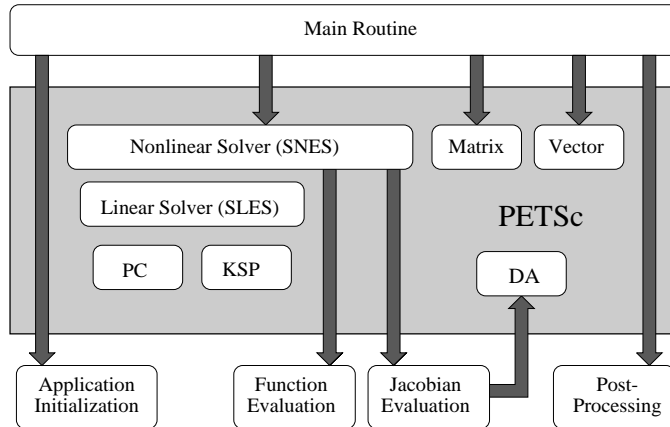 Main Routine
Nonlinear Solver (SNES)
Matrix
Vector
Linear Solver (SLES)
PETSc
PC
KSP
DA
Application
Initialization
Function
Evaluation
Jacobian
Evaluation
Post-
Processing